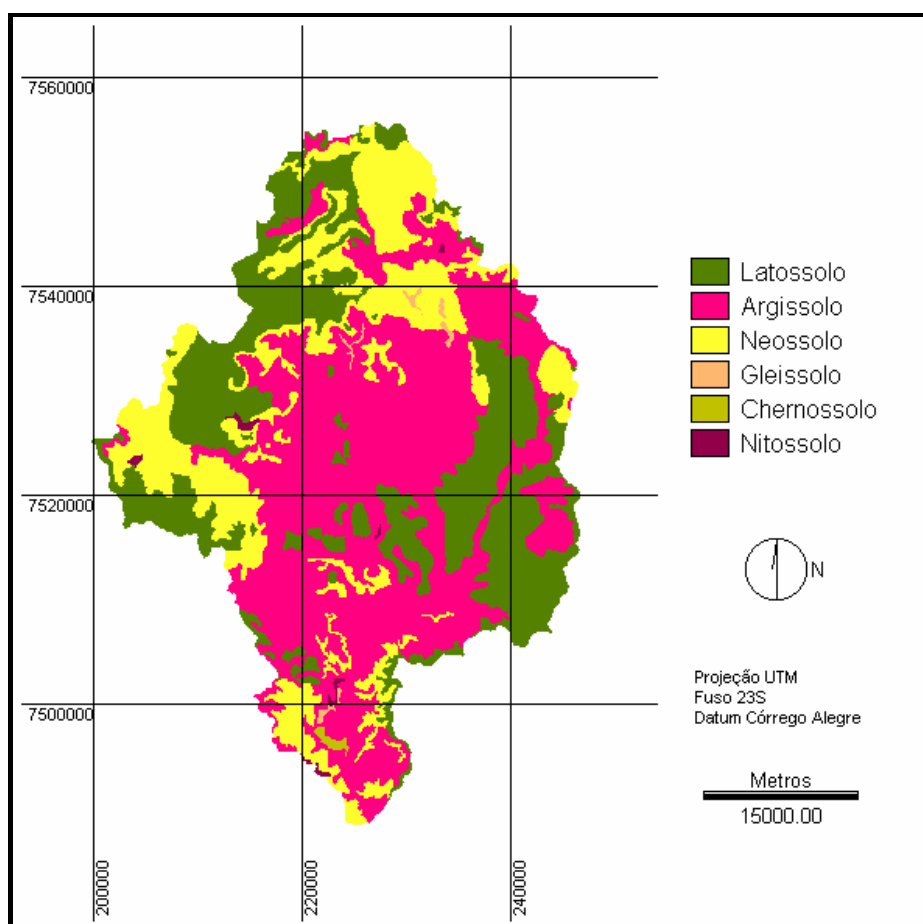 7560000
7540000
7520000
7500000
200000
220000
240000
Latossolo
Argissolo
Neossolo
Gleissolo
Chernossolo
Nitossolo
N
Projeção UTM
Fuso 23S
Datum Córrego Alegre
Metros
15000.00